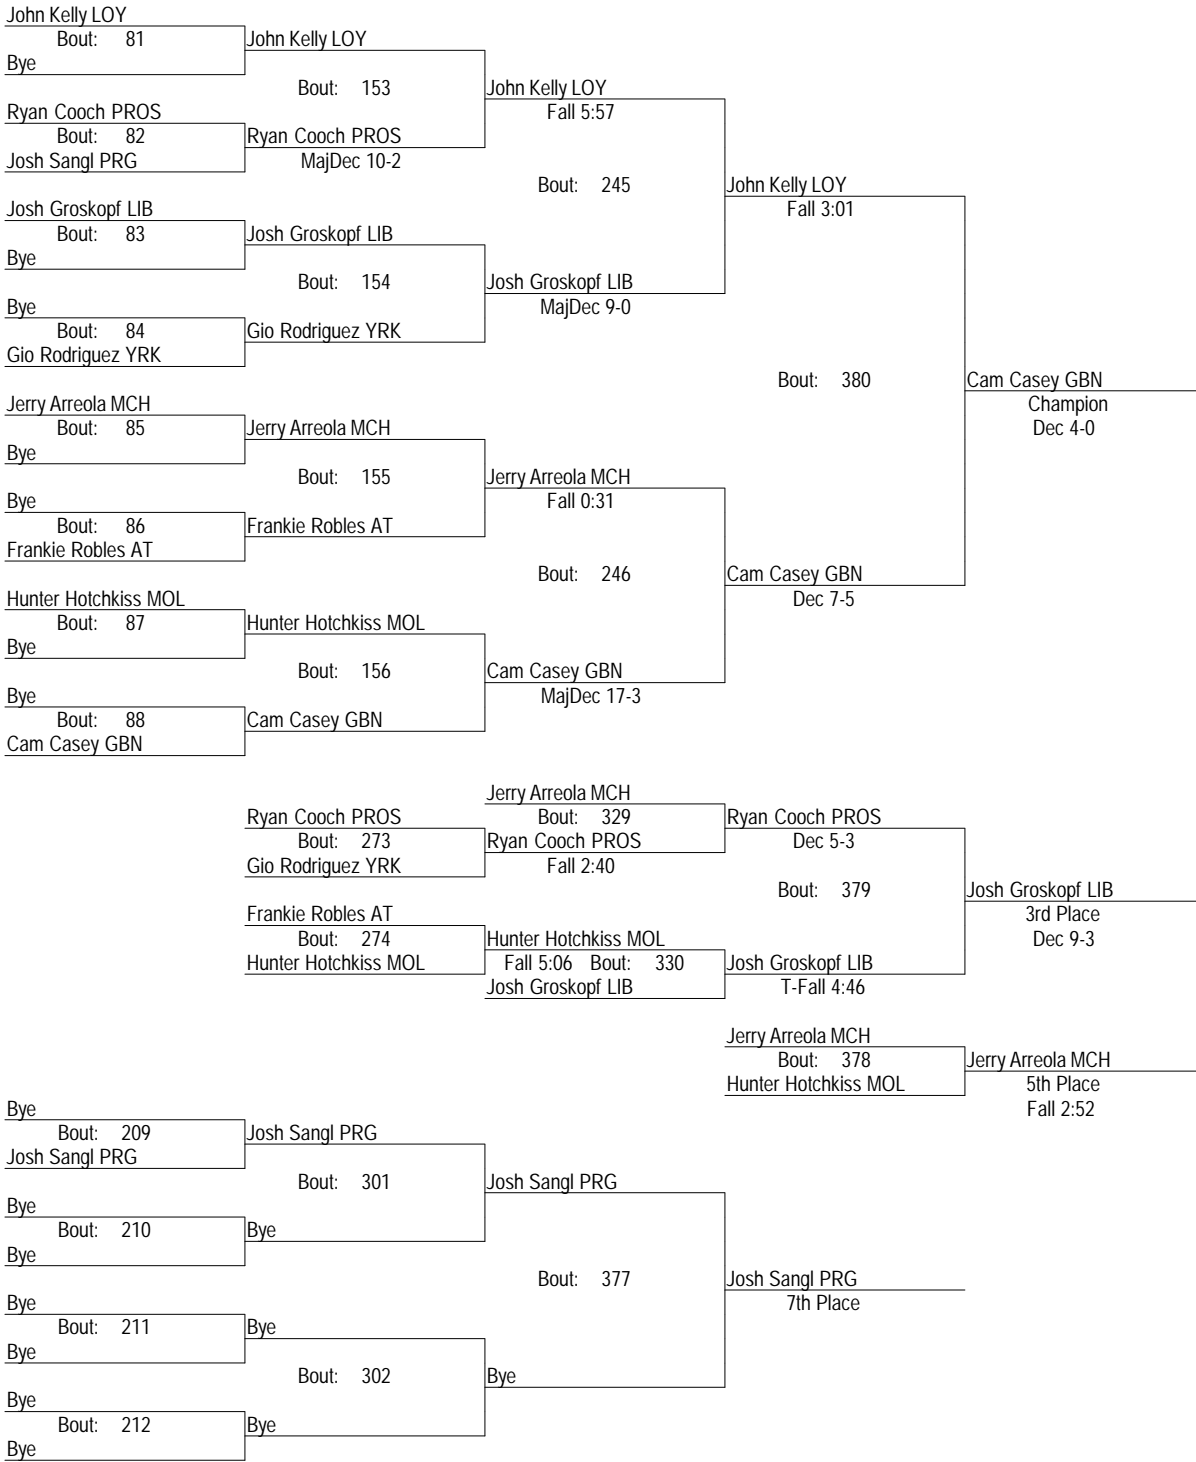 John Kelly LOY
Bout: 81
John Kelly LOY
Bye
Bout: 153
John Kelly LOY
Ryan Cooch PROS
Fall 5:57
Bout: 82
Ryan Cooch PROS
Josh Sangl PRG
MajDec 10-2
Bout: 245
John Kelly LOY
Josh Groskopf LIB
Fall 3:01
Bout: 83
Josh Groskopf LIB
Bye
Bout: 154
Josh Groskopf LIB
Bye
MajDec 9-0
Bout: 84
Gio Rodriguez YRK
Gio Rodriguez YRK
Bout: 380
Cam Casey GBN
Jerry Arreola MCH
Champion
Bout: 85
Jerry Arreola MCH
Dec 4-0
Bye
Bout: 155
Jerry Arreola MCH
Bye
Fall 0:31
Bout: 86
Frankie Robles AT
Frankie Robles AT
Bout: 246
Cam Casey GBN
Hunter Hotchkiss MOL
Dec 7-5
Bout: 87
Hunter Hotchkiss MOL
Bye
Bout: 156
Cam Casey GBN
Bye
MajDec 17-3
Bout: 88
Cam Casey GBN
Cam Casey GBN
Jerry Arreola MCH
Ryan Cooch PROS
Bout: 329
Ryan Cooch PROS
Bout: 273
Ryan Cooch PROS
Dec 5-3
Gio Rodriguez YRK
Fall 2:40
Bout: 379
Josh Groskopf LIB
Frankie Robles AT
3rd Place
Bout: 274
Hunter Hotchkiss MOL
Dec 9-3
Hunter Hotchkiss MOL
Fall 5:06 Bout: 330
Josh Groskopf LIB
Josh Groskopf LIB
T-Fall 4:46
Jerry Arreola MCH
Bout: 378
Jerry Arreola MCH
Hunter Hotchkiss MOL
5th Place
Fall 2:52
Bye
Bout: 209
Josh Sangl PRG
Josh Sangl PRG
Bout: 301
Josh Sangl PRG
Bye
Bout: 210
Bye
Bye
Bout: 377
Josh Sangl PRG
Bye
7th Place
Bout: 211
Bye
Bye
Bout: 302
Bye
Bye
Bout: 212
Bye
Bye